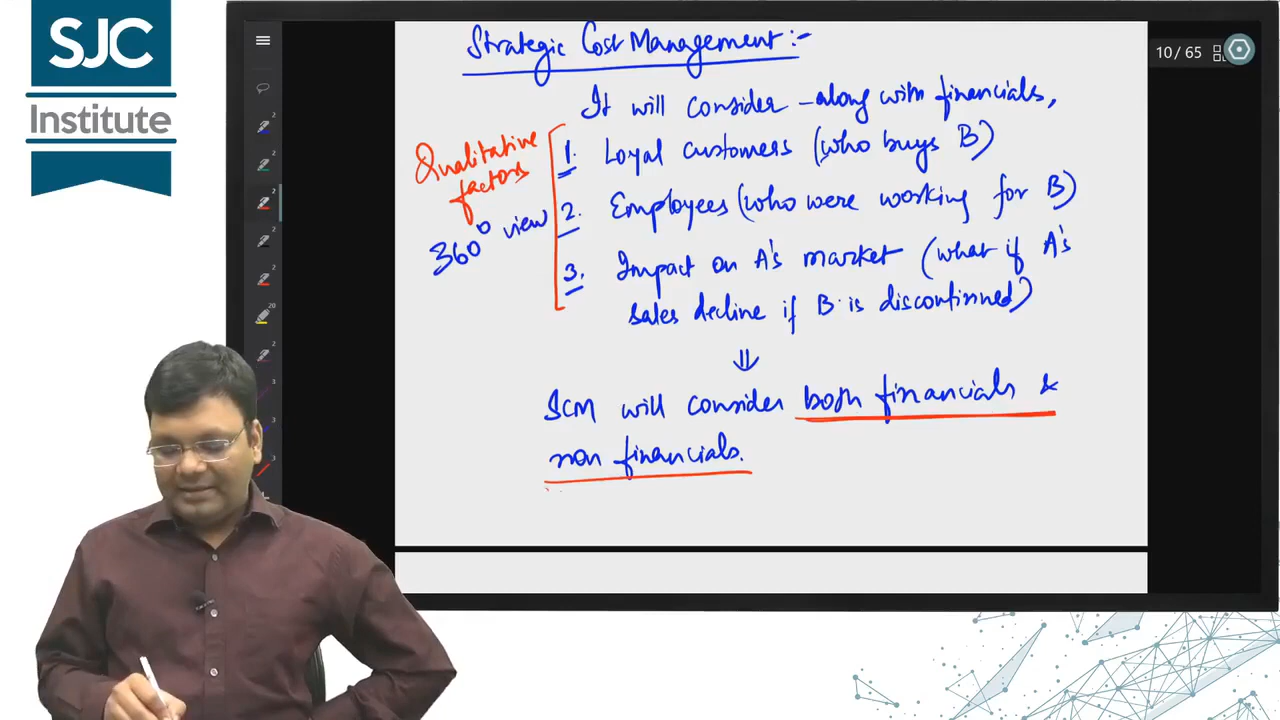 SJC
Institute
10 / 65
Strategic Cost Management :-
It will consider - along with financials,
Qualitative factors
360° view
1. Loyal customers (who buys B)
2. Employees (who were working for B)
3. Impact on A's market (what if A's
sales decline if B is discontinued)
⇓
SCM will consider both financials &
non financials.